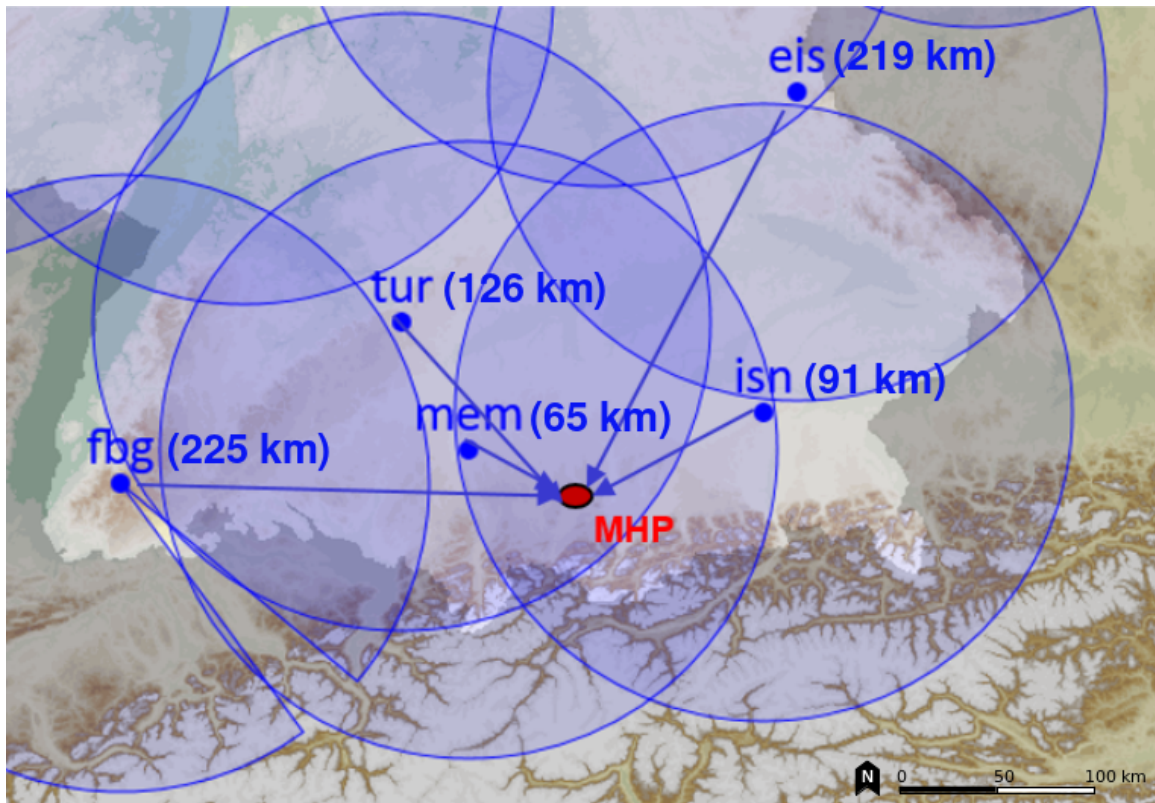 eis (219 km)
tur (126 km)
isn (91 km)
mem (65 km)
fbg (225 km)
MHP
N 0 50 100 km